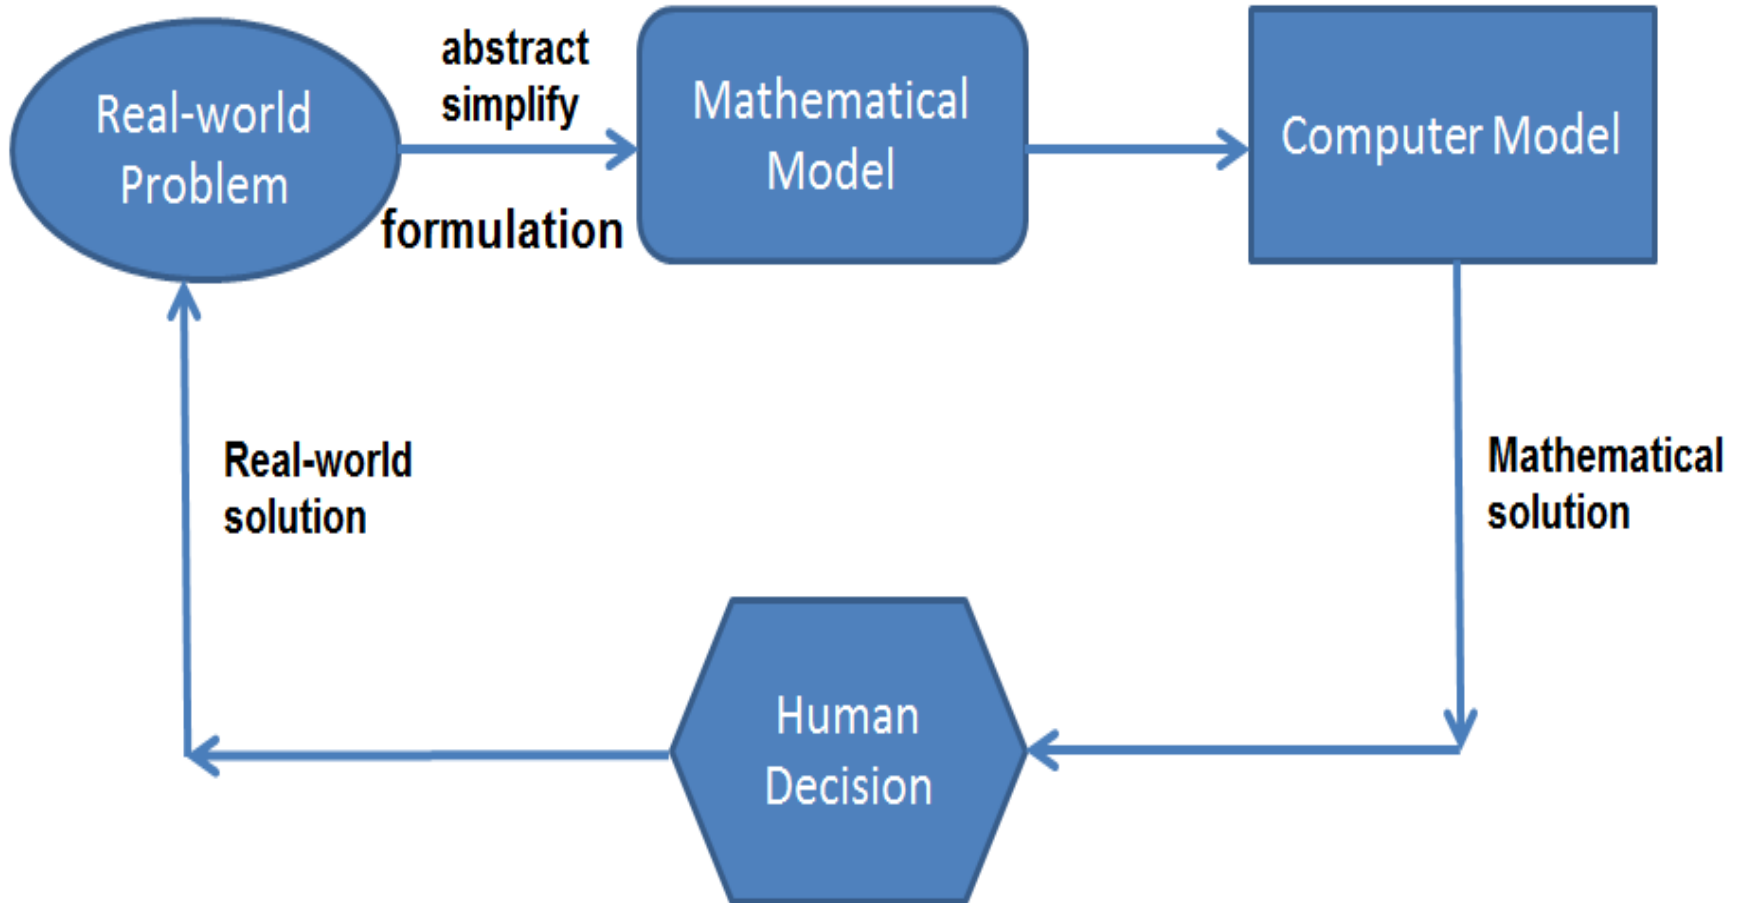 Real-world
Problem
abstract
simplify
formulation
Mathematical
Model
Computer Model
Mathematical
solution
Human
Decision
Real-world
solution